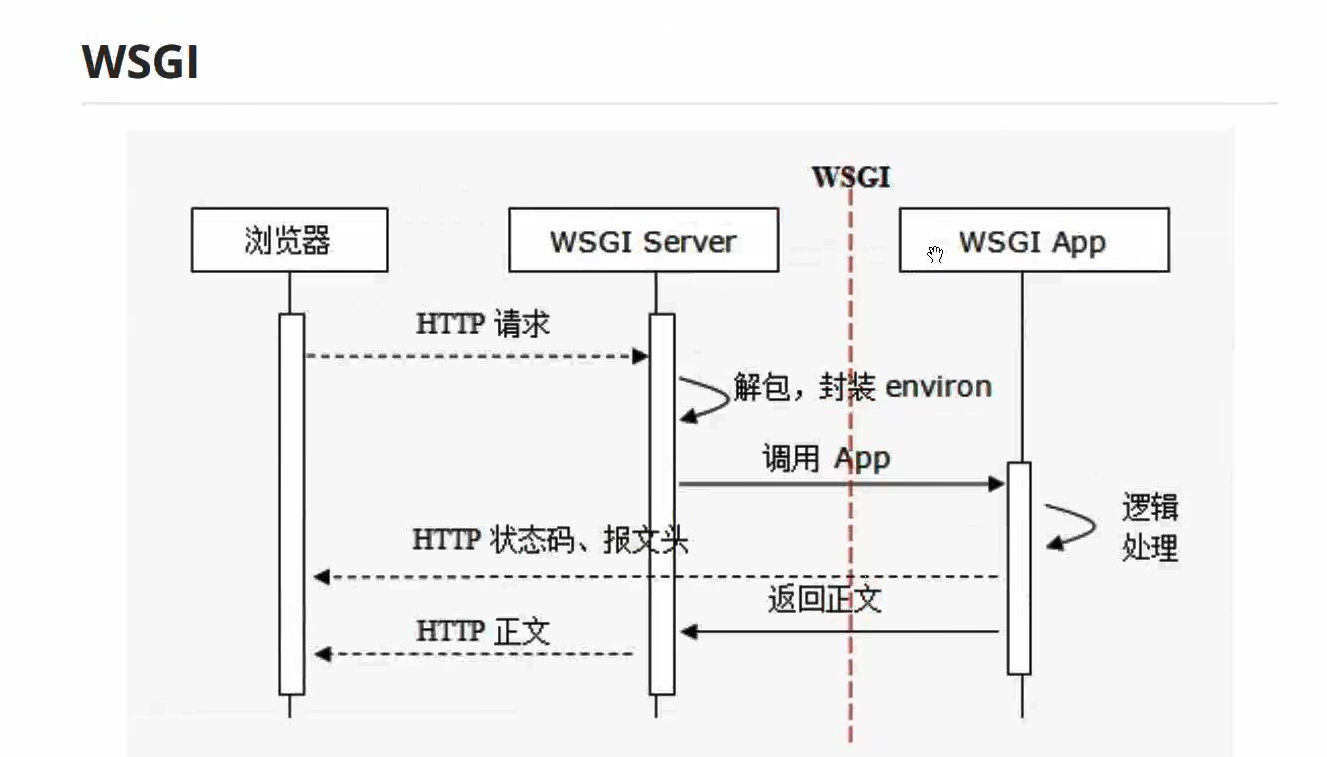 WSGI
WSGI
浏览器
WSGI Server
WSGI App
HTTP 请求
解包，封装 environ
调用 App
逻辑
处理
HTTP 状态码、报文头
返回正文
HTTP 正文